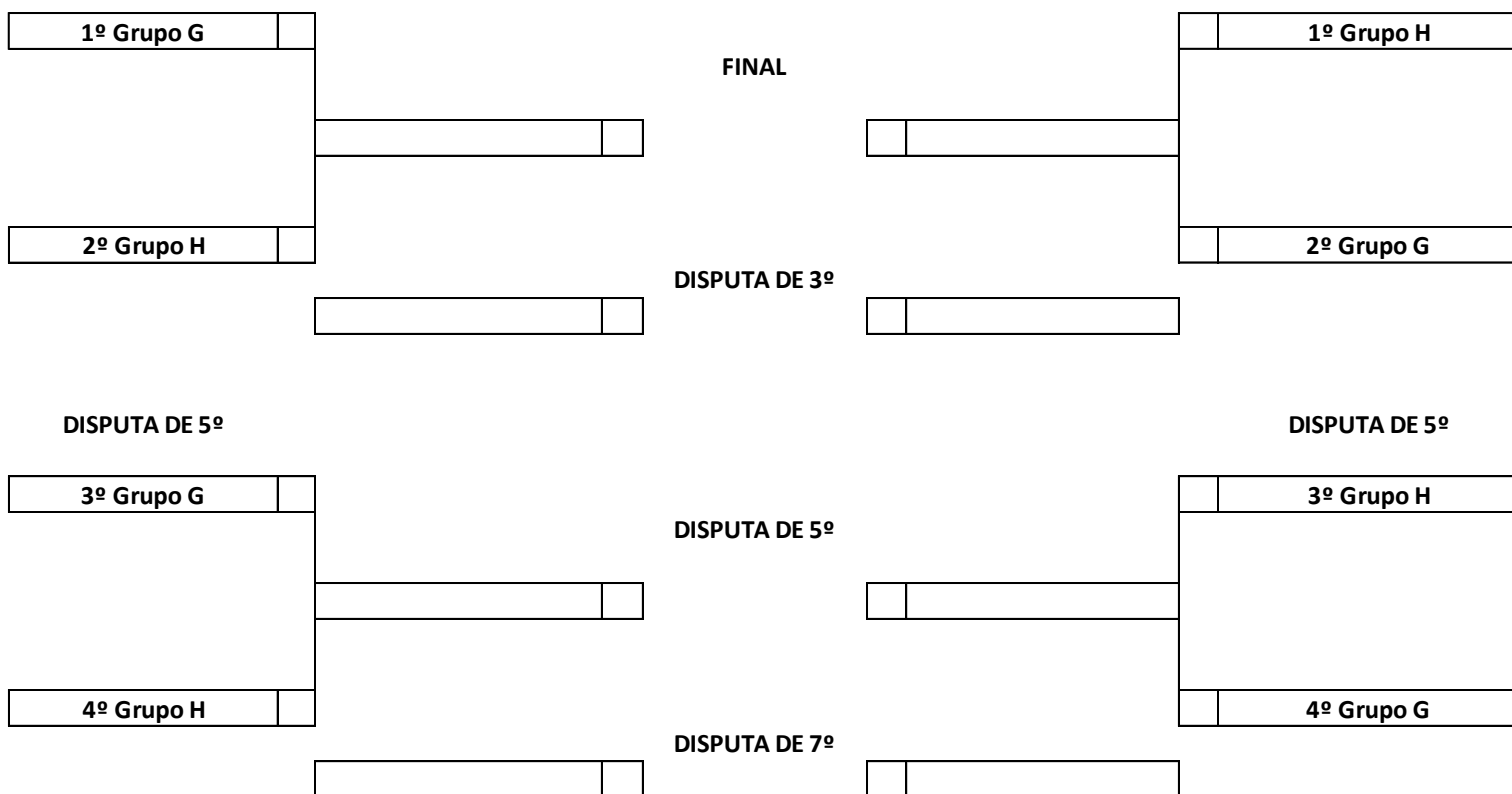 1º Grupo G
1º Grupo H
FINAL
2º Grupo H
2º Grupo G
DISPUTA DE 3º
DISPUTA DE 5º
DISPUTA DE 5º
3º Grupo G
3º Grupo H
DISPUTA DE 5º
4º Grupo H
4º Grupo G
DISPUTA DE 7º